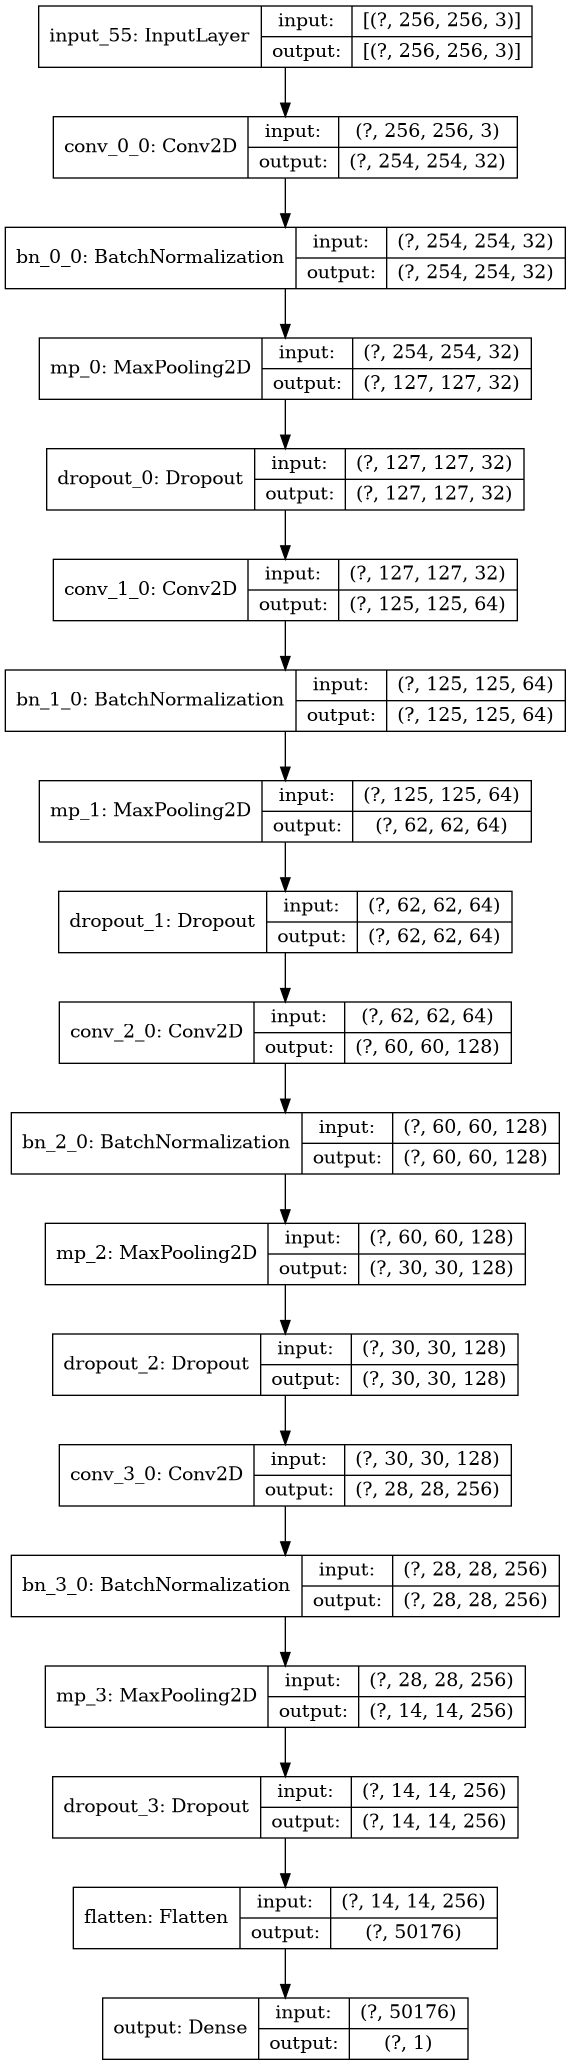 input_55: InputLayer
input: [(?, 256, 256, 3)]
output: [(?, 256, 256, 3)]
conv_0_0: Conv2D
input: (?, 256, 256, 3)
output: (?, 254, 254, 32)
bn_0_0: BatchNormalization
input: (?, 254, 254, 32)
output: (?, 254, 254, 32)
mp_0: MaxPooling2D
input: (?, 254, 254, 32)
output: (?, 127, 127, 32)
dropout_0: Dropout
input: (?, 127, 127, 32)
output: (?, 127, 127, 32)
conv_1_0: Conv2D
input: (?, 127, 127, 32)
output: (?, 125, 125, 64)
bn_1_0: BatchNormalization
input: (?, 125, 125, 64)
output: (?, 125, 125, 64)
mp_1: MaxPooling2D
input: (?, 125, 125, 64)
output: (?, 62, 62, 64)
dropout_1: Dropout
input: (?, 62, 62, 64)
output: (?, 62, 62, 64)
conv_2_0: Conv2D
input: (?, 62, 62, 64)
output: (?, 60, 60, 128)
bn_2_0: BatchNormalization
input: (?, 60, 60, 128)
output: (?, 60, 60, 128)
mp_2: MaxPooling2D
input: (?, 60, 60, 128)
output: (?, 30, 30, 128)
dropout_2: Dropout
input: (?, 30, 30, 128)
output: (?, 30, 30, 128)
conv_3_0: Conv2D
input: (?, 30, 30, 128)
output: (?, 28, 28, 256)
bn_3_0: BatchNormalization
input: (?, 28, 28, 256)
output: (?, 28, 28, 256)
mp_3: MaxPooling2D
input: (?, 28, 28, 256)
output: (?, 14, 14, 256)
dropout_3: Dropout
input: (?, 14, 14, 256)
output: (?, 14, 14, 256)
flatten: Flatten
input: (?, 14, 14, 256)
output: (?, 50176)
output: Dense
input: (?, 50176)
output: (?, 1)